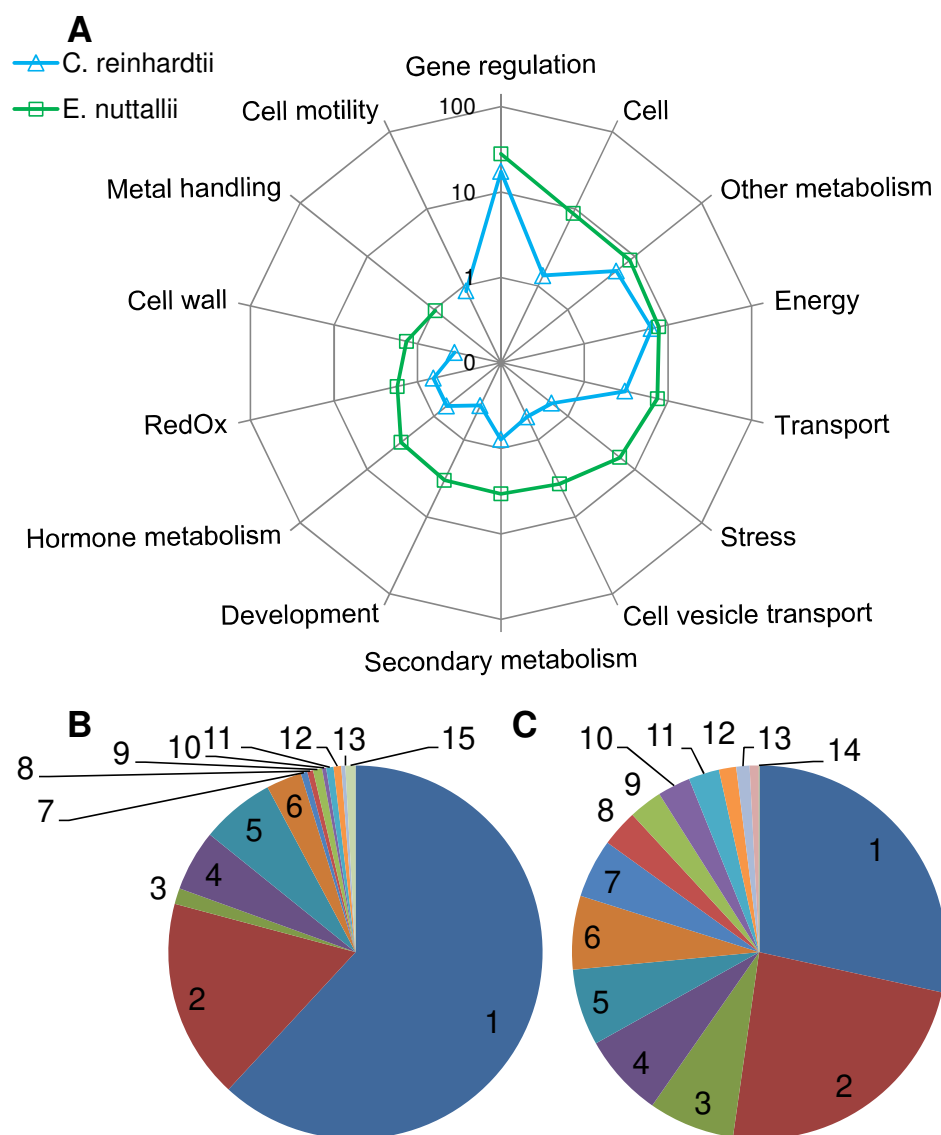 A
C. reinhardtii
E. nuttallii
Gene regulation
Cell motility
100
Cell
Metal handling
10
Other metabolism
Cell wall
1
Energy
0
RedOx
Transport
Hormone metabolism
Stress
Development
Cell vesicle transport
Secondary metabolism
B
8
9
10
11
12
13
15
7
6
5
4
3
2
1
C
10
11
12
13
14
9
8
7
6
5
4
3
2
1